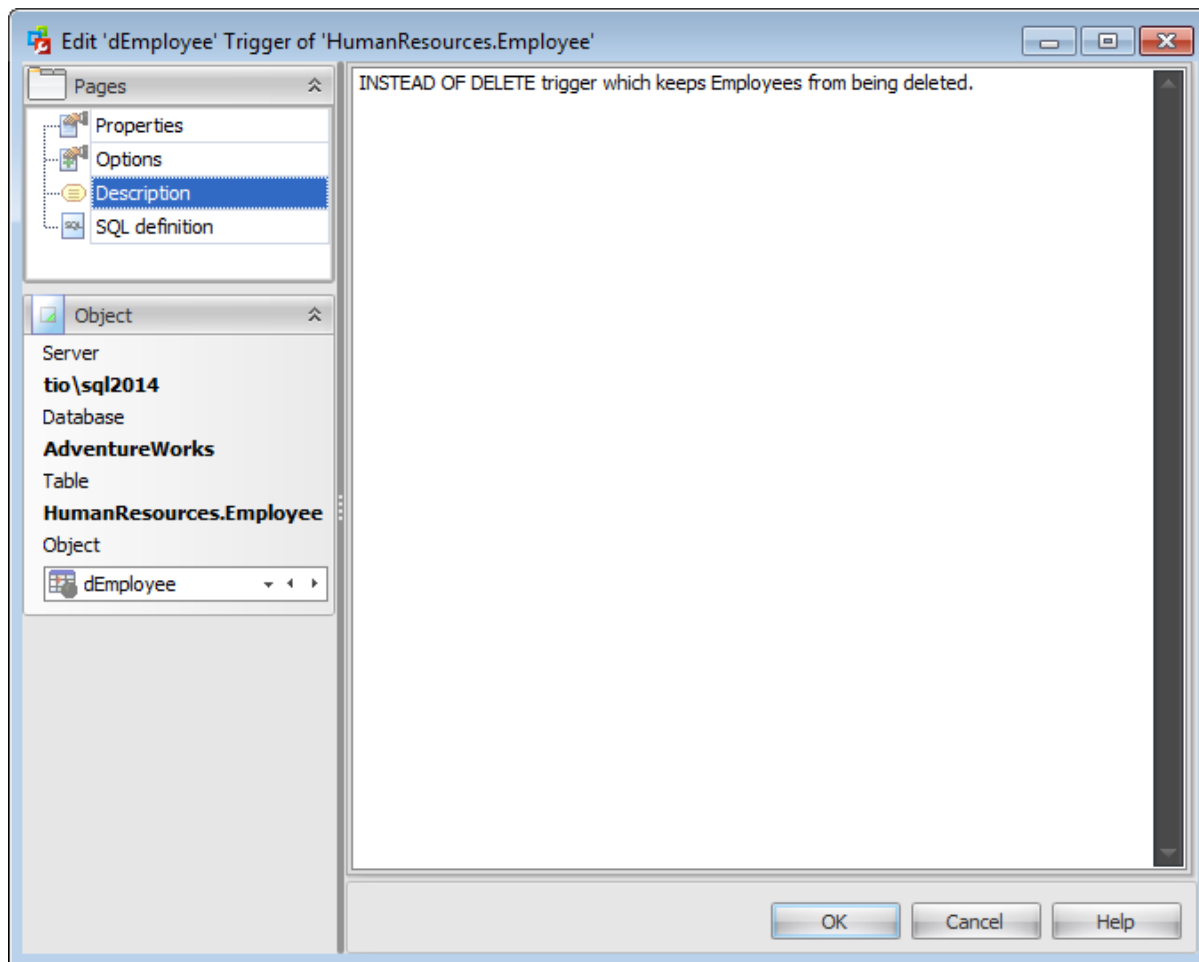 Edit 'dEmployee' Trigger of 'HumanResources.Employee'
Pages
Properties
Options
Description
SQL definition
Object
Server
tio\sql2014
Database
AdventureWorks
Table
HumanResources.Employee
Object
dEmployee
INSTEAD OF DELETE trigger which keeps Employees from being deleted.
OK
Cancel
Help